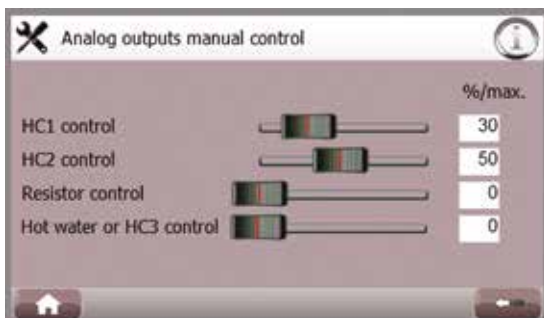 Analog outputs manual control
%/max.
HC1 control 30
HC2 control 50
Resistor control 0
Hot water or HC3 control 0